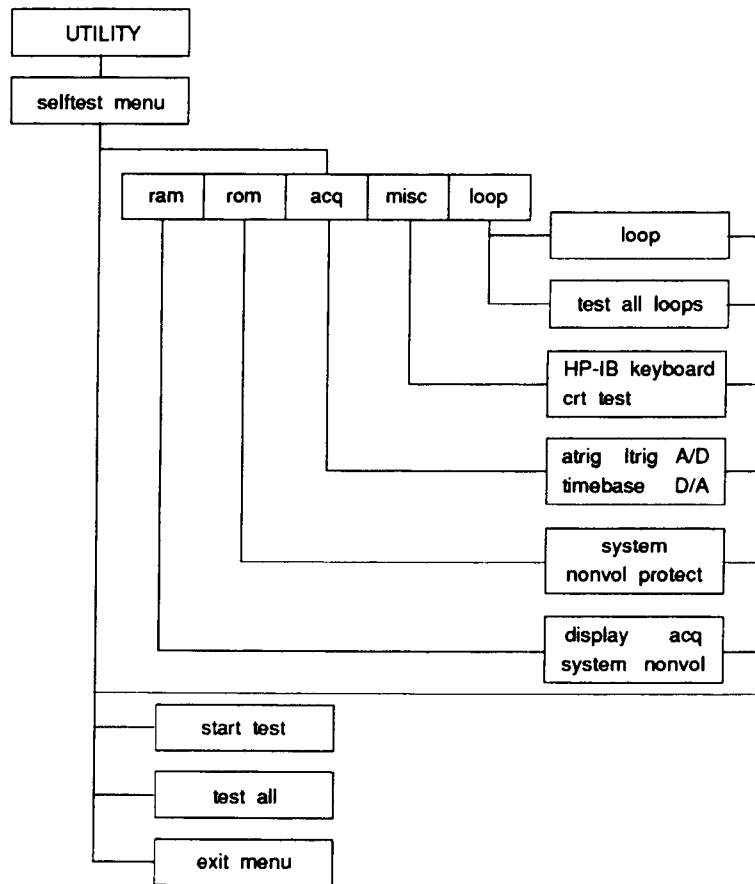 UTILITY
selftest menu
ram rom acq misc loop
loop
test all loops
HP-IB keyboard
crt test
atrig ltrig A/D
timebase D/A
system
nonvol protect
display acq
system nonvol
start test
test all
exit menu